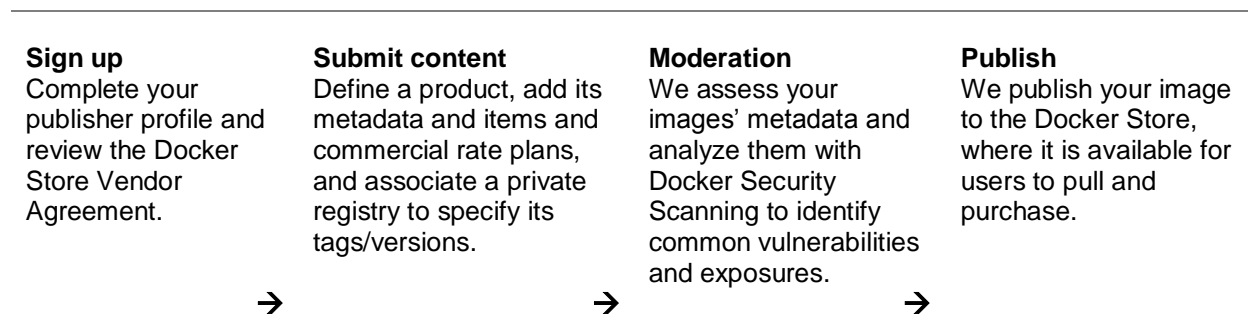 Sign up
Complete your
publisher profile and
review the Docker
Store Vendor
Agreement.
Submit content
Define a product, add its
metadata and items and
commercial rate plans,
and associate a private
registry to specify its
tags/versions.
Moderation
We assess your
images’ metadata and
analyze them with
Docker Security
Scanning to identify
common vulnerabilities
and exposures.
Publish
We publish your image
to the Docker Store,
where it is available for
users to pull and
purchase.
→ → →